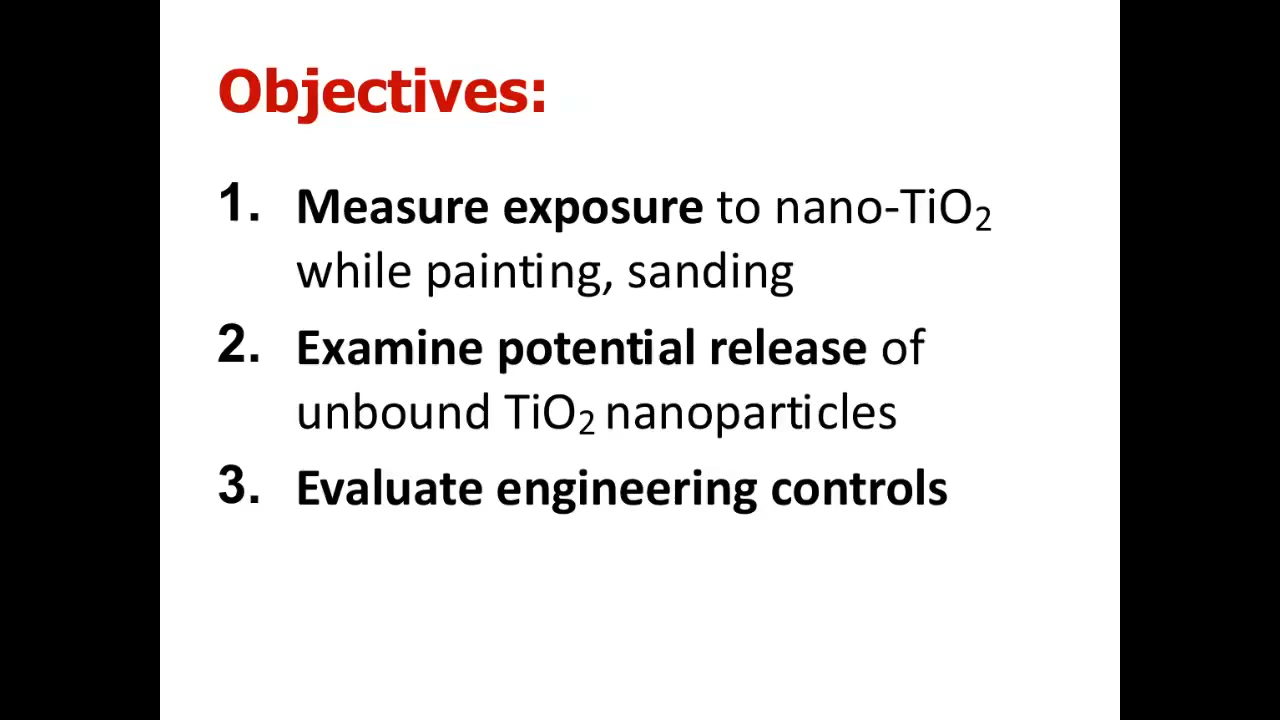 Objectives:
1. Measure exposure to nano-TiO₂
while painting, sanding
2. Examine potential release of
unbound TiO₂ nanoparticles
3. Evaluate engineering controls